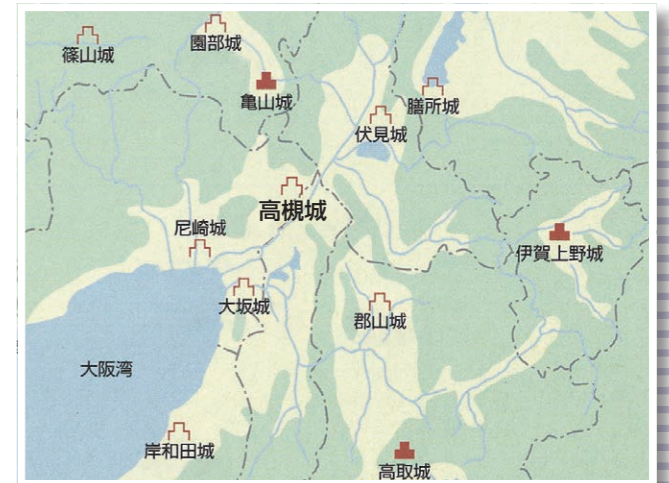 園部城
篠山城
亀山城
膳所城
伏見城
高槻城
尼崎城
伊賀上野城
大坂城
郡山城
大阪湾
岸和田城
高取城